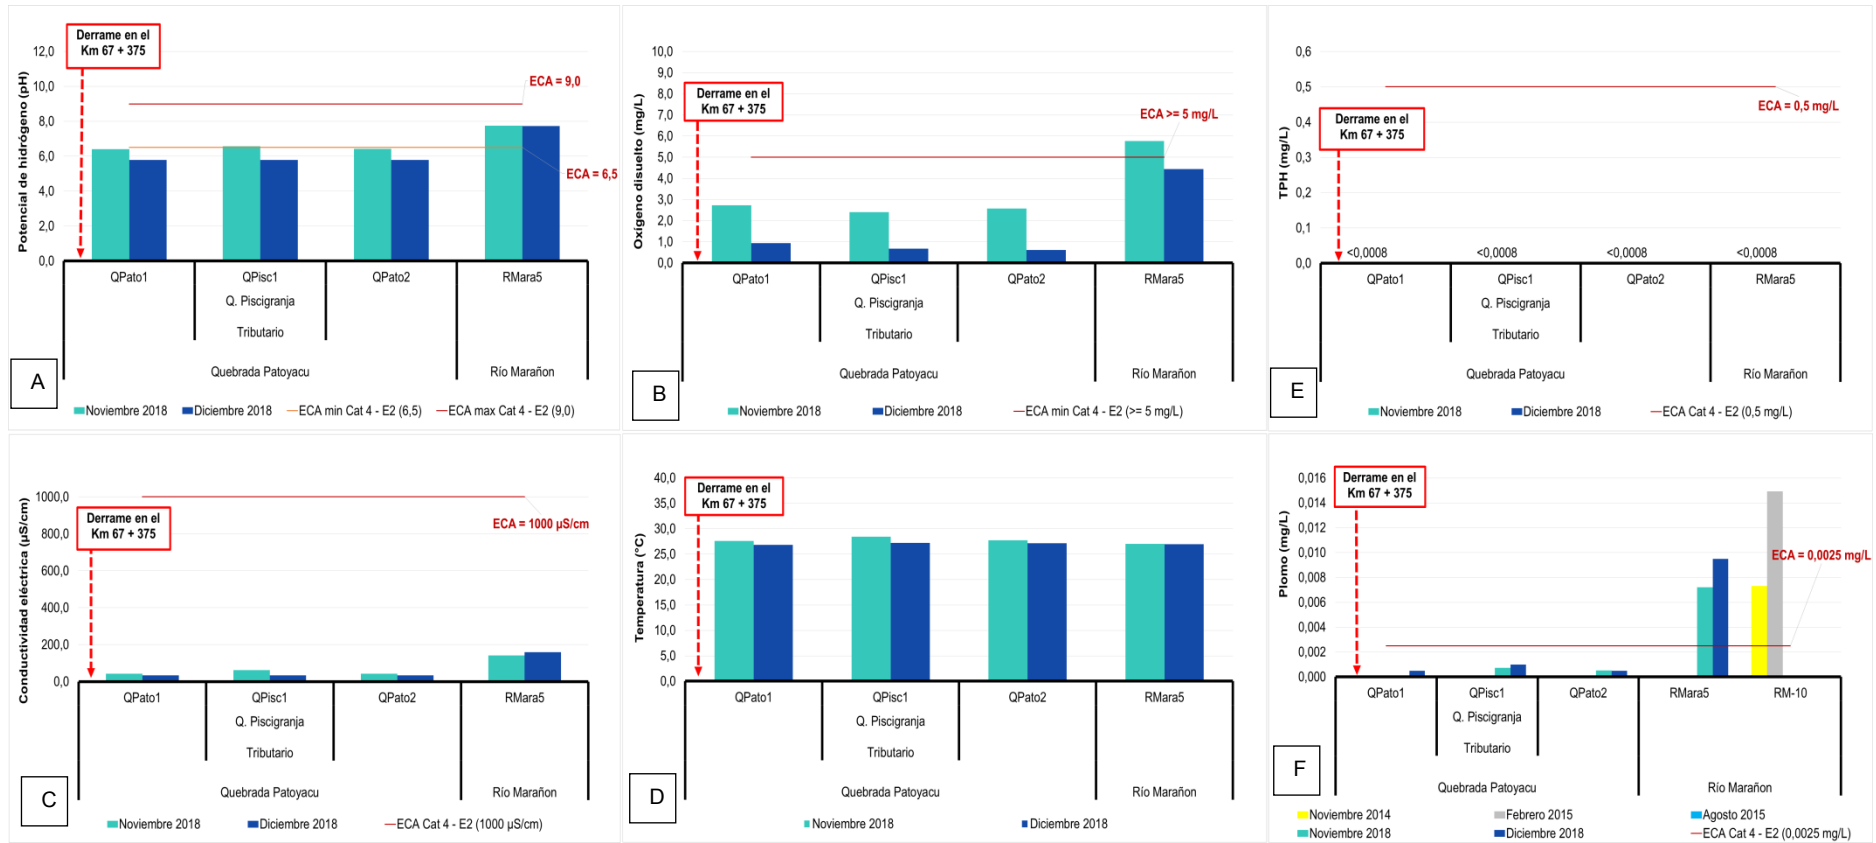 Derrame en el
Km 67 + 375
Potencial de hidrógeno (pH)
12,0
10,0
8,0
6,0
4,0
2,0
0,0
ECA = 9,0
ECA = 6,5
QPato1
QPisc1
QPato2
RMara5
Q. Piscigranja
Tributario
Quebrada Patoyacu
Río Marañon
A
Noviembre 2018
Diciembre 2018
ECA min Cat 4 - E2 (6,5)
ECA max Cat 4 - E2 (9,0)
Derrame en el
Km 67 + 375
Oxígeno disuelto (mg/L)
10,0
9,0
8,0
7,0
6,0
5,0
4,0
3,0
2,0
1,0
0,0
ECA >= 5 mg/L
QPato1
QPisc1
QPato2
RMara5
Q. Piscigranja
Tributario
Quebrada Patoyacu
Río Marañon
B
Noviembre 2018
Diciembre 2018
ECA min Cat 4 - E2 (>= 5 mg/L)
Derrame en el
Km 67 + 375
TPH (mg/L)
0,6
0,5
0,4
0,3
0,2
0,1
0,0
ECA = 0,5 mg/L
<0,0008
<0,0008
<0,0008
<0,0008
QPato1
QPisc1
QPato2
RMara5
Q. Piscigranja
Tributario
Quebrada Patoyacu
Río Marañon
E
Noviembre 2018
Diciembre 2018
ECA Cat 4 - E2 (0,5 mg/L)
Derrame en el
Km 67 + 375
Conductividad eléctrica (µS/cm)
1000,0
800,0
600,0
400,0
200,0
0,0
ECA = 1000 µS/cm
QPato1
QPisc1
QPato2
RMara5
Q. Piscigranja
Tributario
Quebrada Patoyacu
Río Marañon
C
Noviembre 2018
Diciembre 2018
ECA Cat 4 - E2 (1000 µS/cm)
Derrame en el
Km 67 + 375
Temperatura (°C)
40,0
35,0
30,0
25,0
20,0
15,0
10,0
5,0
0,0
QPato1
QPisc1
QPato2
RMara5
Q. Piscigranja
Tributario
Quebrada Patoyacu
Río Marañon
D
Noviembre 2018
Diciembre 2018
Derrame en el
Km 67 + 375
Plomo (mg/L)
0,016
0,014
0,012
0,010
0,008
0,006
0,004
0,002
0,000
ECA = 0,0025 mg/L
QPato1
QPisc1
QPato2
RMara5
RM-10
Q. Piscigranja
Tributario
Quebrada Patoyacu
Río Marañon
F
Noviembre 2014
Febrero 2015
Agosto 2015
Noviembre 2018
Diciembre 2018
ECA Cat 4 - E2 (0,0025 mg/L)